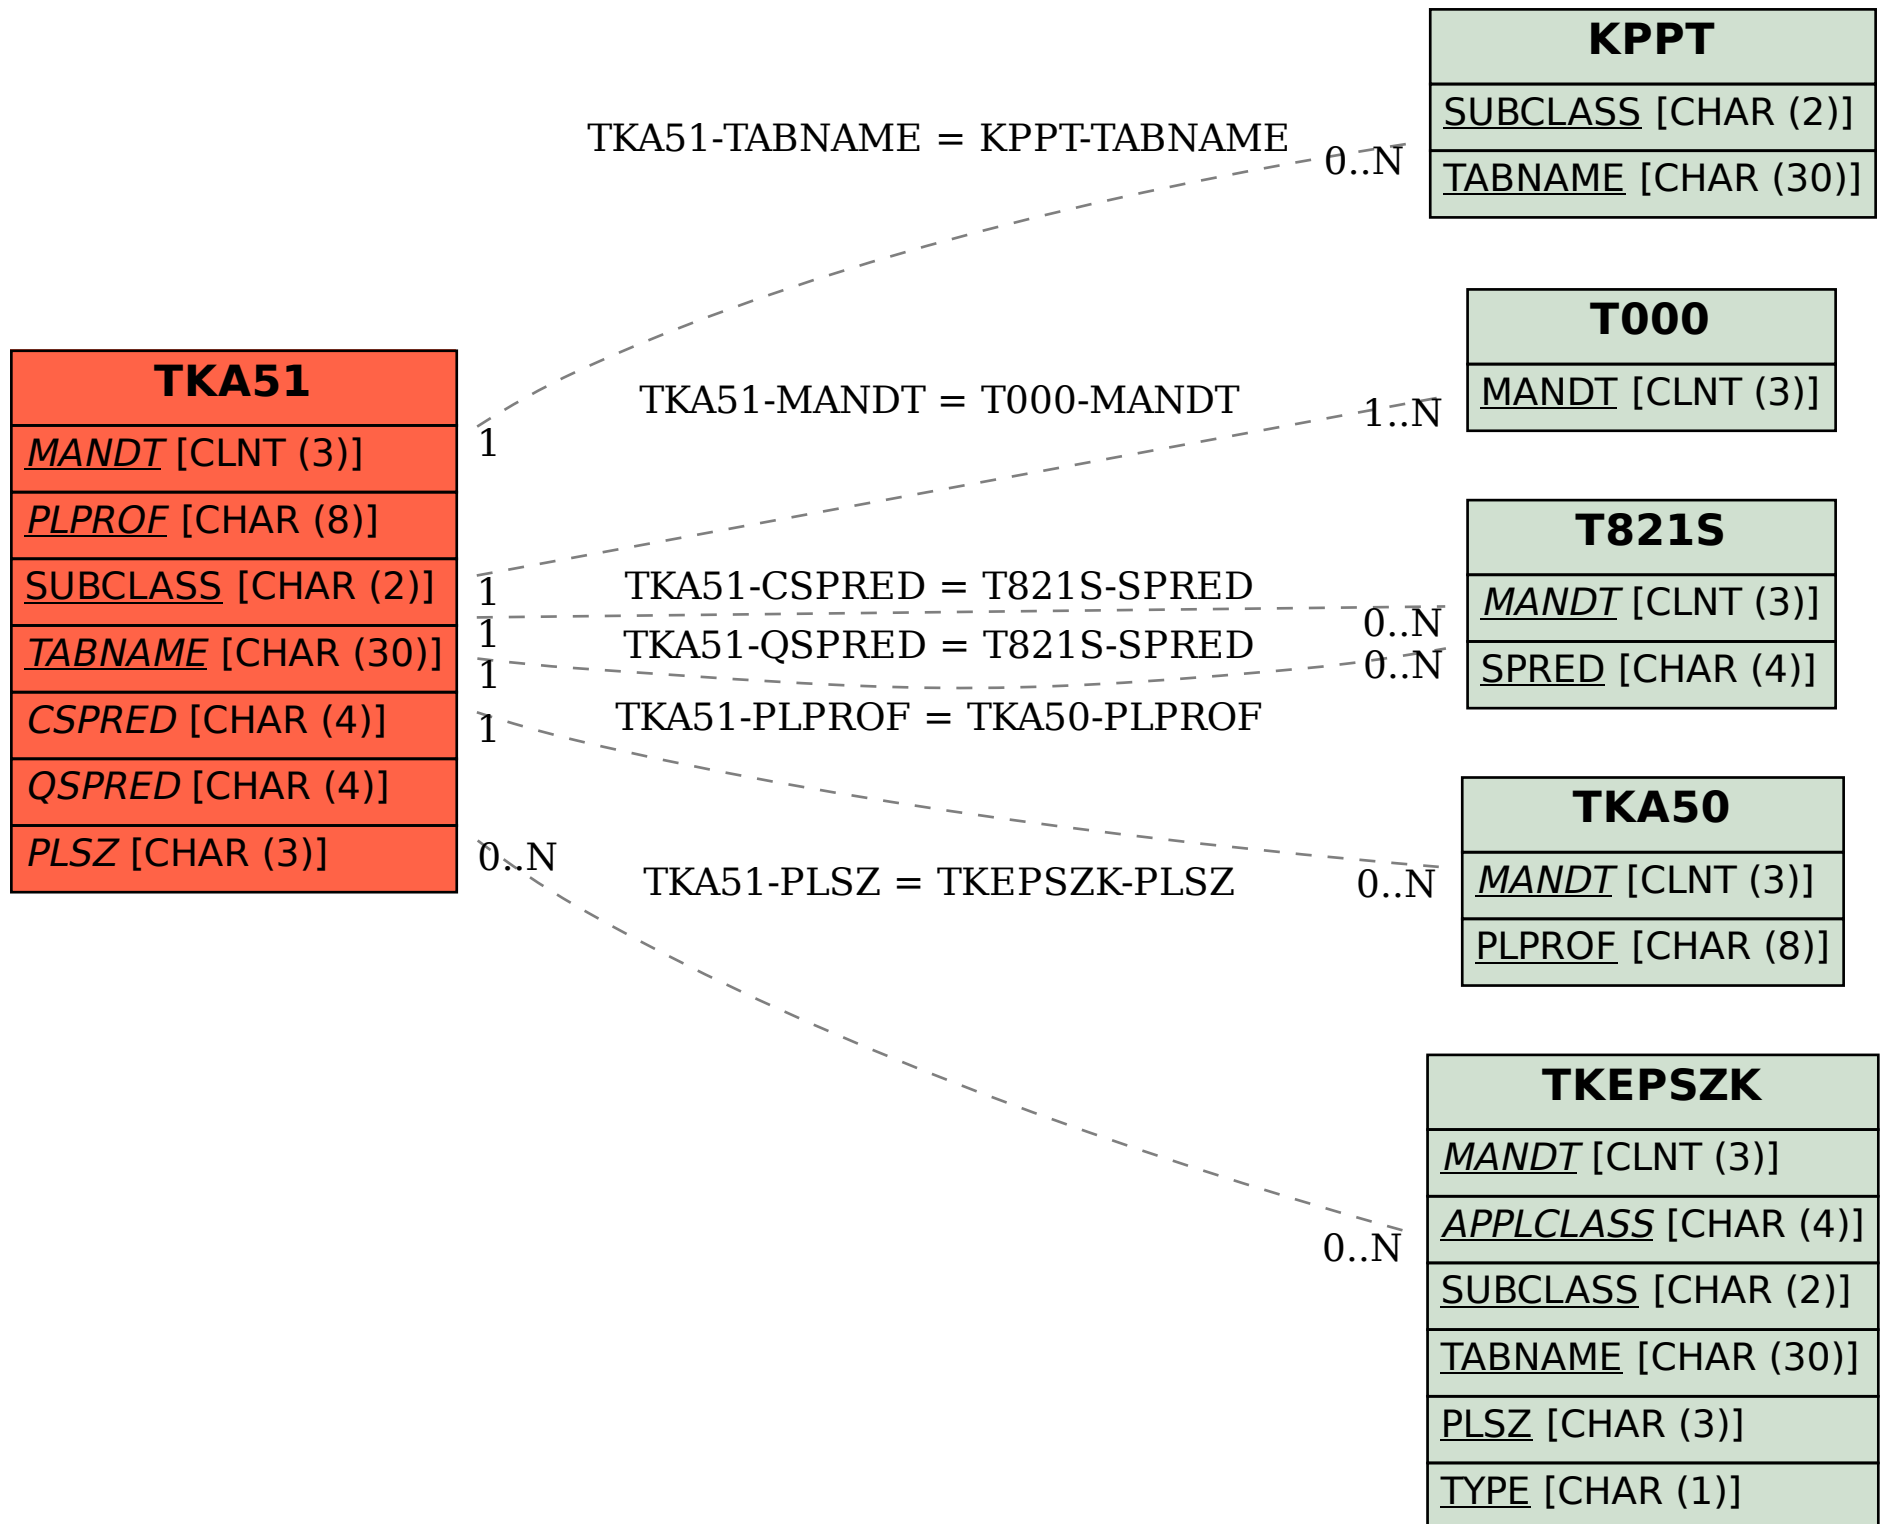 KPPT
SUBCLASS [CHAR (2)]
TABNAME [CHAR (30)]
TKA51-TABNAME = KPPT-TABNAME
0..N
1
T000
MANDT [CLNT (3)]
TKA51-MANDT = T000-MANDT
1..N
1
TKA51
MANDT [CLNT (3)]
PLPROF [CHAR (8)]
SUBCLASS [CHAR (2)]
TABNAME [CHAR (30)]
CSPRED [CHAR (4)]
QSPRED [CHAR (4)]
PLSZ [CHAR (3)]
T821S
MANDT [CLNT (3)]
SPRED [CHAR (4)]
TKA51-CSPRED = T821S-SPRED
0..N
1
TKA51-QSPRED = T821S-SPRED
0..N
1
TKA51-PLPROF = TKA50-PLPROF
0..N
1
TKA50
MANDT [CLNT (3)]
PLPROF [CHAR (8)]
TKA51-PLSZ = TKEPSZK-PLSZ
0..N
0..N
TKEPSZK
MANDT [CLNT (3)]
APPLCLASS [CHAR (4)]
SUBCLASS [CHAR (2)]
TABNAME [CHAR (30)]
PLSZ [CHAR (3)]
TYPE [CHAR (1)]